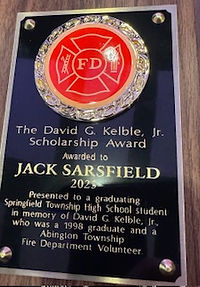 FD
The David G. Kelble, Jr.
Scholarship Award
Awarded to
JACK SARSFIELD
2023
Presented to a graduating
Springfield Township High School student
in memory of David G. Kelble, Jr.,
who was a 1998 graduate and a
Abington Township
Fire Department Volunteer.